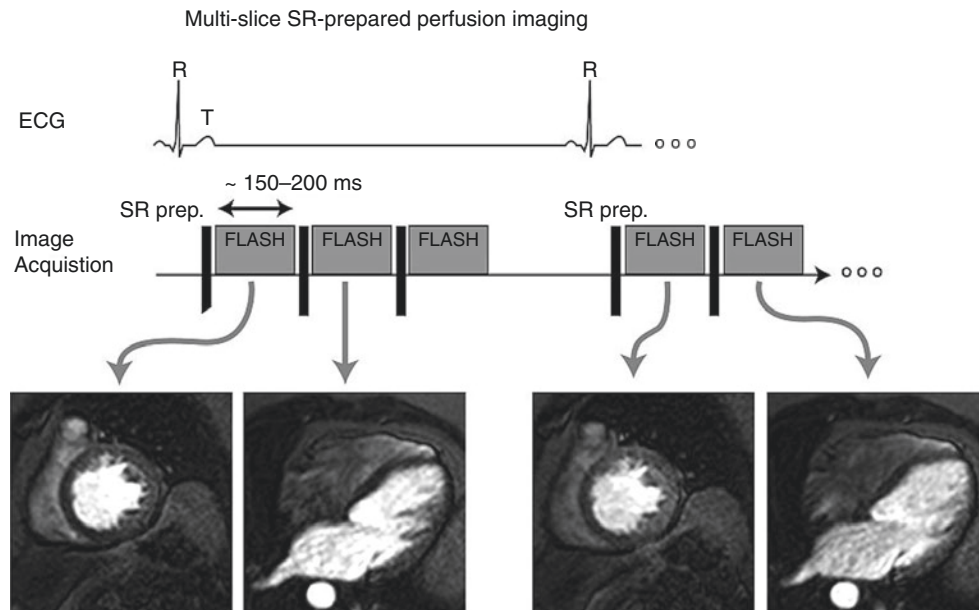 Multi-slice SR-prepared perfusion imaging
R
R
ECG
T
o o o
~ 150–200 ms
SR prep.
SR prep.
Image
Acquistion
FLASH
FLASH
FLASH
FLASH
FLASH
o o o